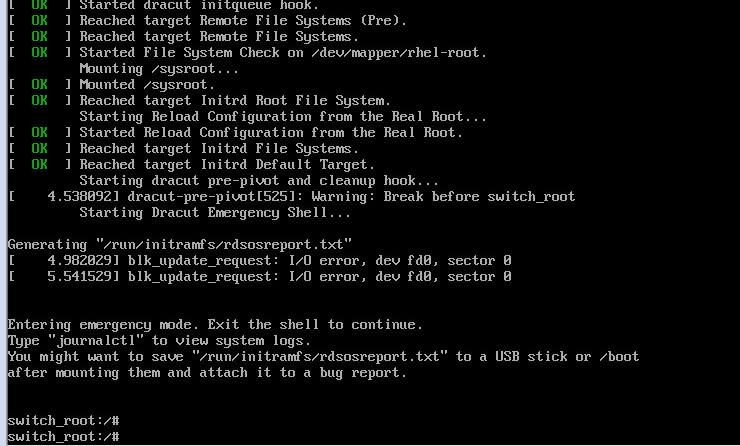 [  OK  ] Started dracut initqueue hook.
[  OK  ] Reached target Remote File Systems (Pre).
[  OK  ] Reached target Remote File Systems.
[  OK  ] Started File System Check on /dev/mapper/rhel-root.
         Mounting /sysroot...
[  OK  ] Mounted /sysroot.
[  OK  ] Reached target Initrd Root File System.
         Starting Reload Configuration from the Real Root...
[  OK  ] Started Reload Configuration from the Real Root.
[  OK  ] Reached target Initrd File Systems.
[  OK  ] Reached target Initrd Default Target.
         Starting dracut pre-pivot and cleanup hook...
[    4.538092] dracut-pre-pivot[525]: Warning: Break before switch_root
         Starting Dracut Emergency Shell...
Generating "/run/initramfs/rdsosreport.txt"
[    4.982029] blk_update_request: I/O error, dev fd0, sector 0
[    5.541529] blk_update_request: I/O error, dev fd0, sector 0
Entering emergency mode. Exit the shell to continue.
Type "journalctl" to view system logs.
You might want to save "/run/initramfs/rdsosreport.txt" to a USB stick or /boot
after mounting them and attach it to a bug report.
switch_root:/#
switch_root:/#